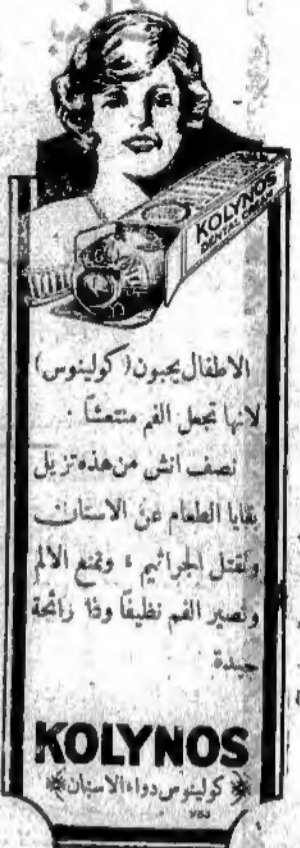 KOLYNOS
DENTAL CREAM
الاطفال يحبون (كولينوس)
لانها تجعل الفم منتعشاً .
نصف انش من هذه تزيل
بقايا الطعام عن الاسنان
وتقتل الجراثيم ، وتمنع الالم
وتصير الفم نظيفاً وذا رائحة
جيدة.
KOLYNOS
كولينوس دواء الاسنان